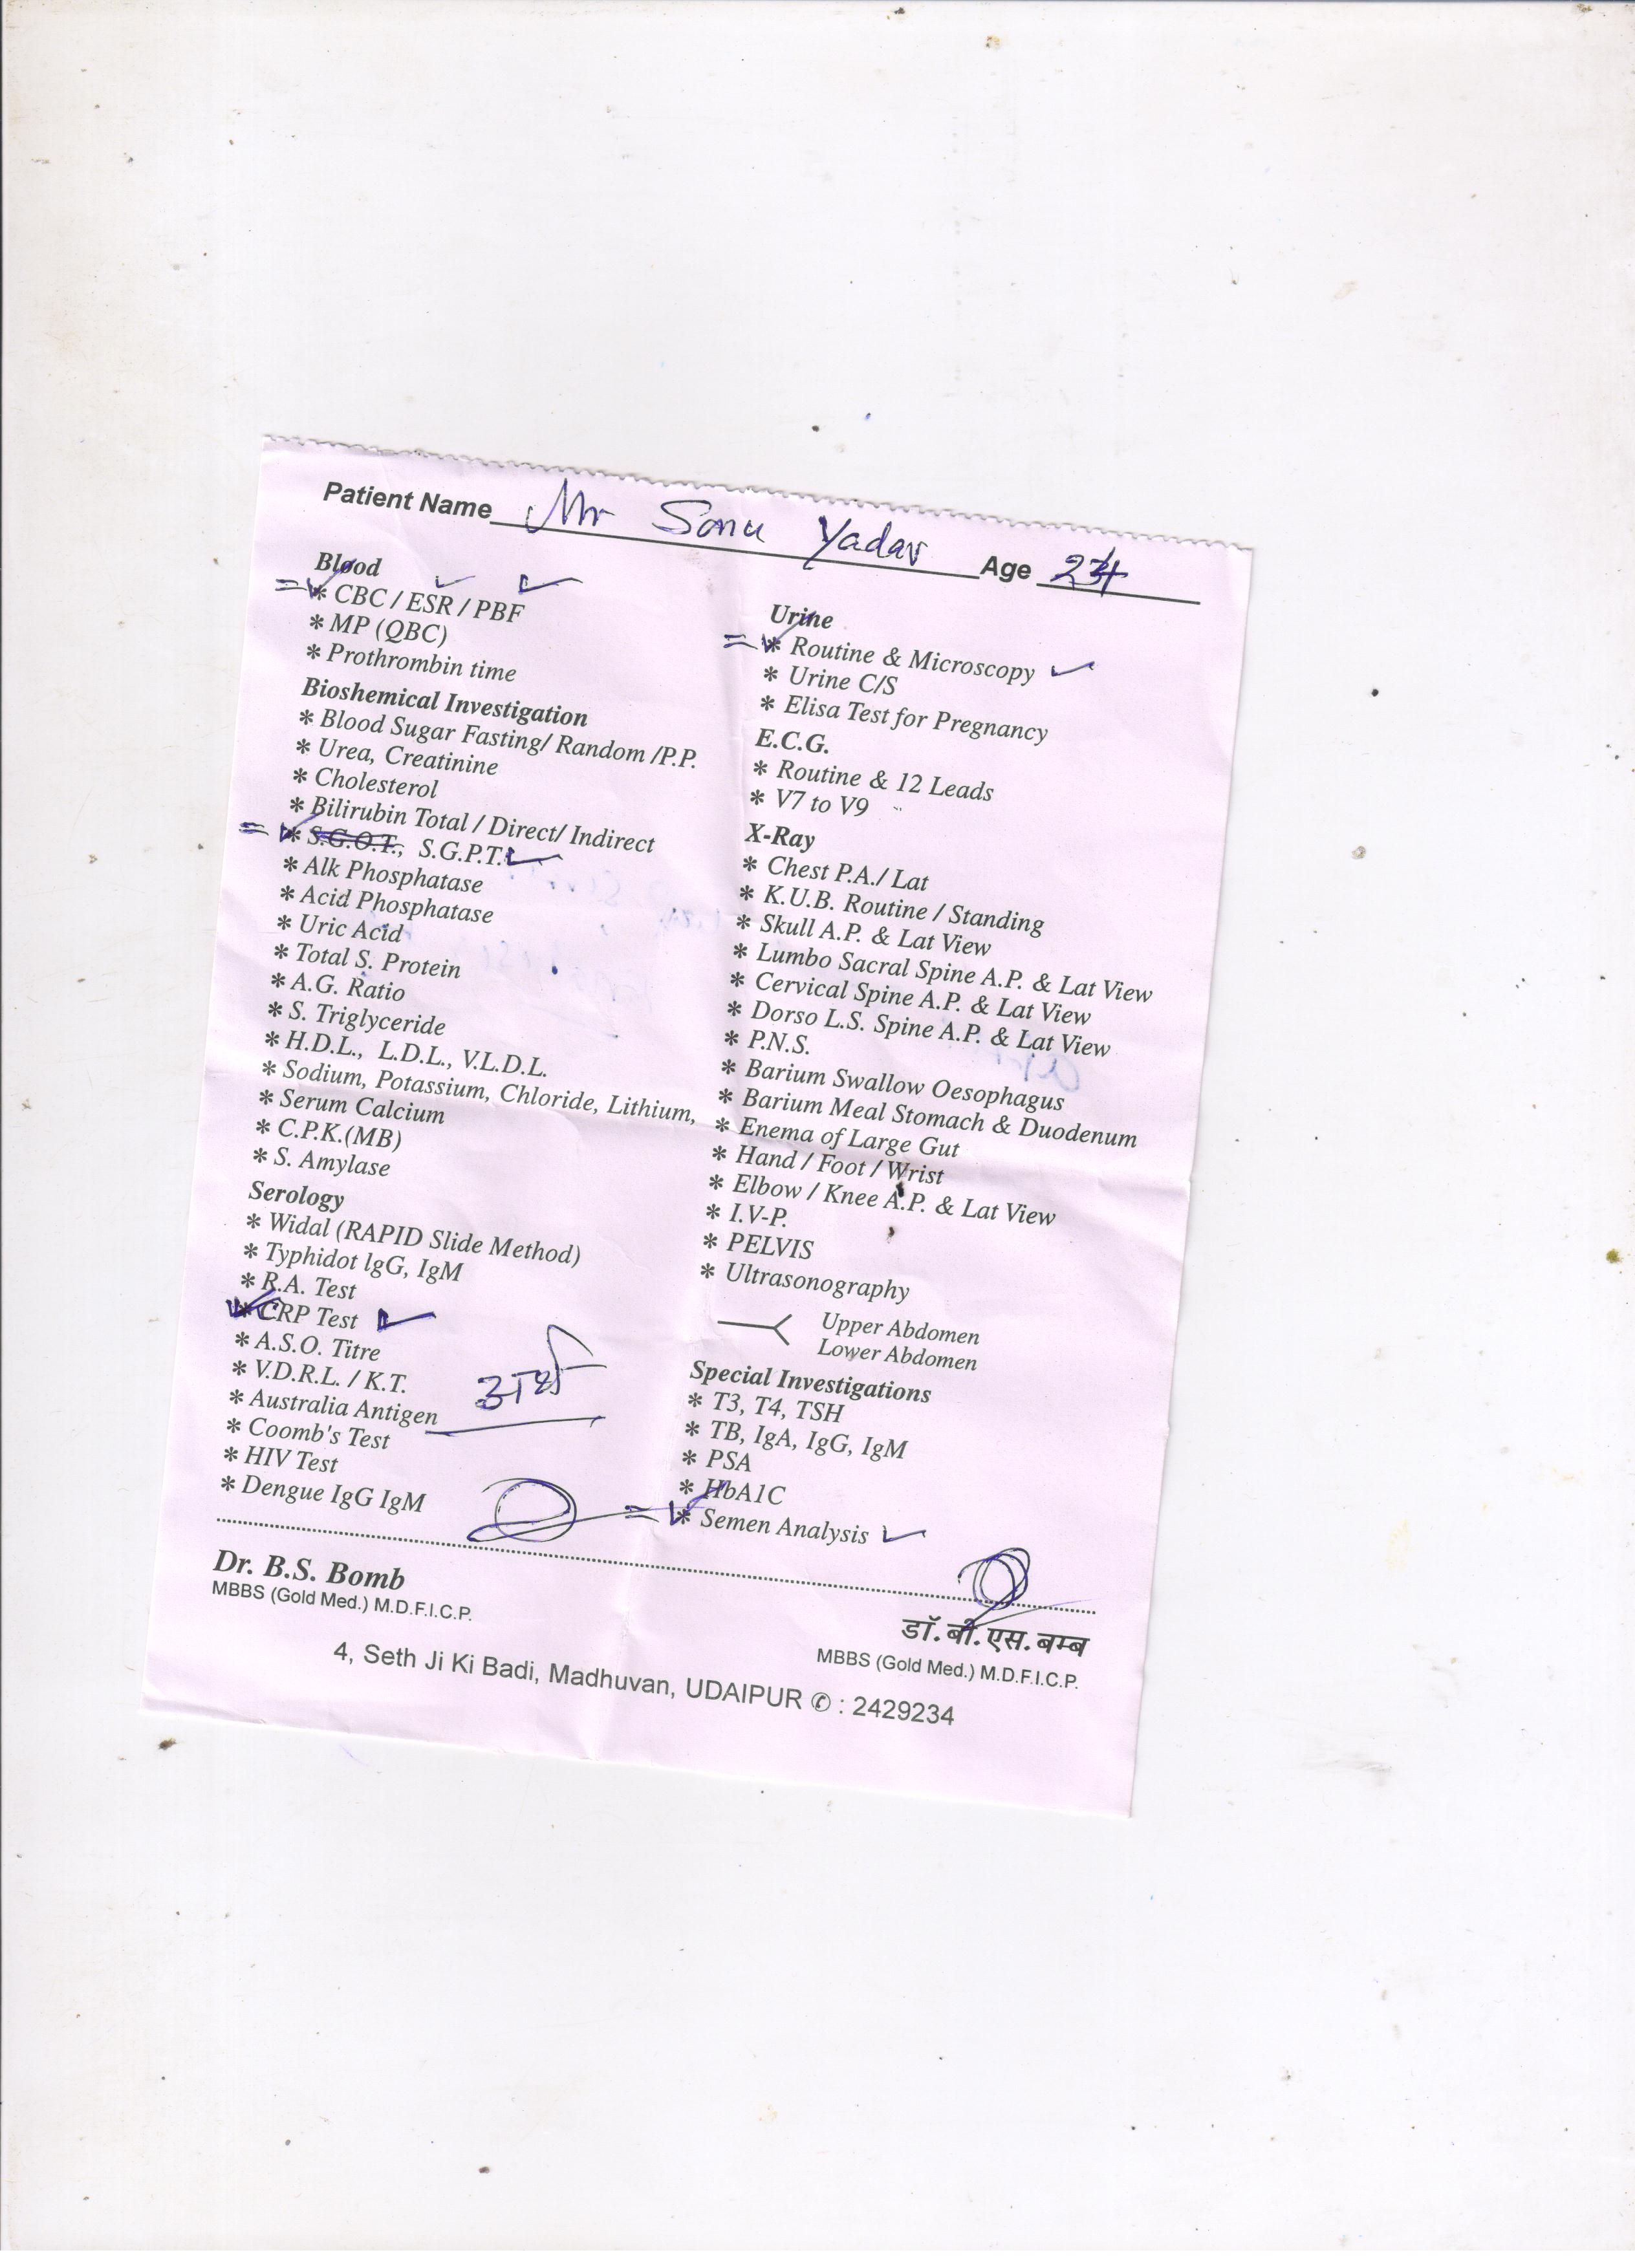 Patient Name Mr Sonu Yadav Age
Blood
* CBC / ESR / PBF
* MP (QBC)
* Prothrombin time
Bioshemical Investigation
* Blood Sugar Fasting/ Random /P.P.
* Urea, Creatinine
* Cholesterol
* Bilirubin Total / Direct/ Indirect
* S.G.O.T., S.G.P.T.
* Alk Phosphatase
* Acid Phosphatase
* Uric Acid
* Total S. Protein
* A.G. Ratio
* S. Triglyceride
* H.D.L., L.D.L., V.L.D.L.
* Sodium, Potassium, Chloride, Lithium,
* Serum Calcium
* C.P.K.(MB)
* S. Amylase
Serology
* Widal (RAPID Slide Method)
* Typhidot lgG, IgM
* R.A. Test
* CRP Test
* A.S.O. Titre
* V.D.R.L. / K.T.
* Australia Antigen
* Coomb's Test
* HIV Test
* Dengue IgG IgM
Urine
* Routine & Microscopy
* Urine C/S
* Elisa Test for Pregnancy
E.C.G.
* Routine & 12 Leads
* V7 to V9
X-Ray
* Chest P.A./ Lat
* K.U.B. Routine / Standing
* Skull A.P. & Lat View
* Lumbo Sacral Spine A.P. & Lat View
* Cervical Spine A.P. & Lat View
* Dorso L.S. Spine A.P. & Lat View
* P.N.S.
* Barium Swallow Oesophagus
* Barium Meal Stomach & Duodenum
* Enema of Large Gut
* Hand / Foot / Wrist
* Elbow / Knee A.P. & Lat View
* I.V-P.
* PELVIS
* Ultrasonography
Upper Abdomen
Lower Abdomen
Special Investigations
* T3, T4, TSH
* TB, IgA, IgG, IgM
* PSA
* HbA1C
* Semen Analysis
Dr. B.S. Bomb
MBBS (Gold Med.) M.D.F.I.C.P.
डॉ. बी. एस. बम्ब
MBBS (Gold Med.) M.D.F.I.C.P.
4, Seth Ji Ki Badi, Madhuvan, UDAIPUR ✆ : 2429234